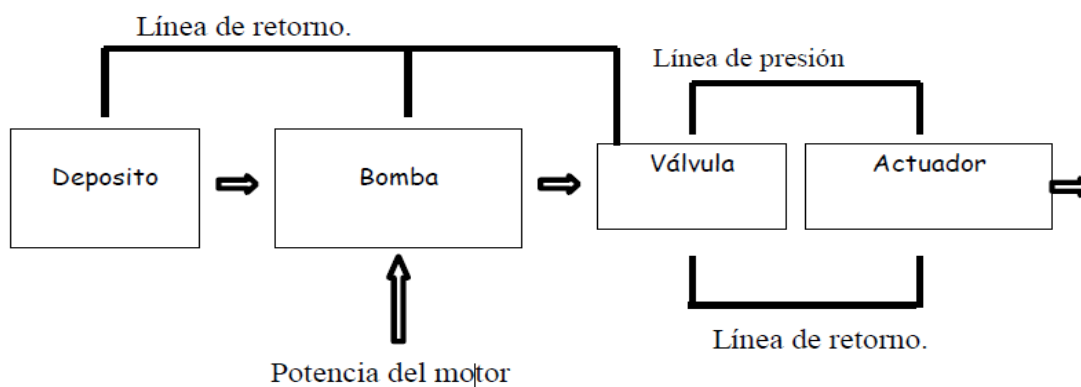 Línea de retorno.
Línea de presión
Deposito
Bomba
Válvula
Actuador
Línea de retorno.
Potencia del motor